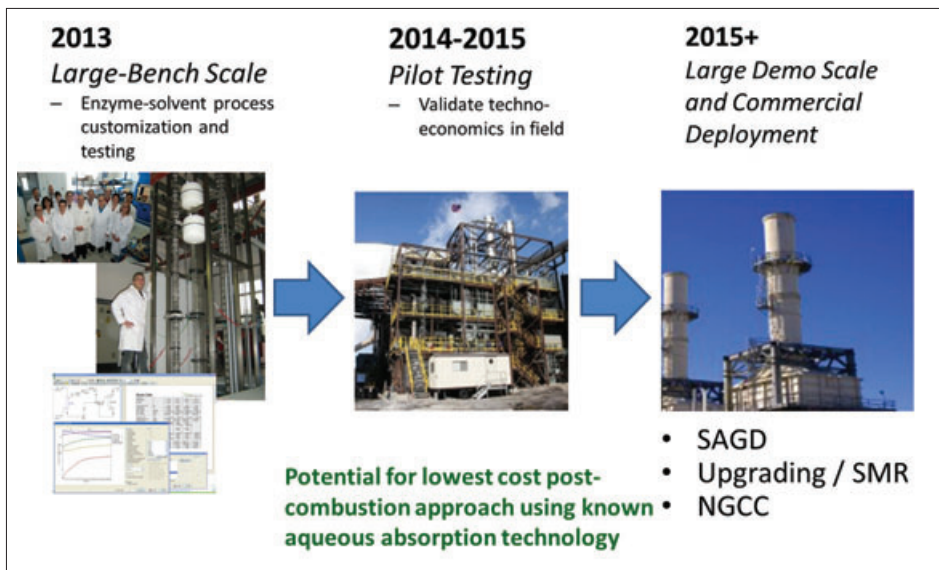 2013
Large-Bench Scale
– Enzyme-solvent process
customization and
testing
2014-2015
Pilot Testing
– Validate techno-
economics in field
2015+
Large Demo Scale
and Commercial
Deployment
Potential for lowest cost post-
combustion approach using known
aqueous absorption technology
• SAGD
• Upgrading / SMR
• NGCC